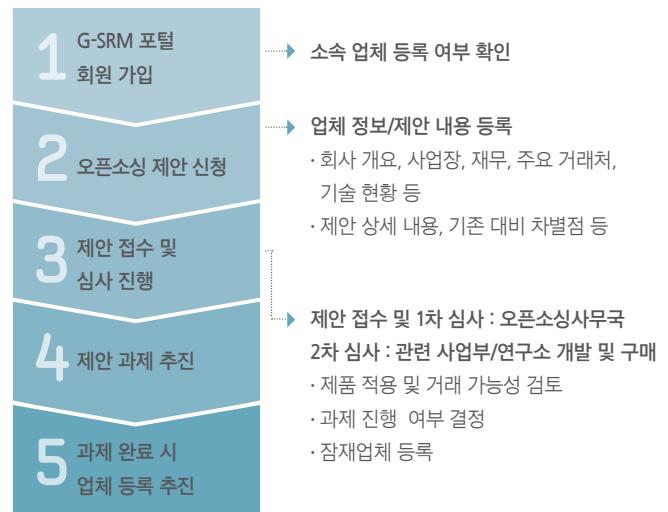 1
G-SRM 포털
회원 가입
소속 업체 등록 여부 확인
2
오픈소싱 제안 신청
업체 정보/제안 내용 등록
· 회사 개요, 사업장, 재무, 주요 거래처,
기술 현황 등
· 제안 상세 내용, 기존 대비 차별점 등
3
제안 접수 및
심사 진행
제안 접수 및 1차 심사 : 오픈소싱사무국
2차 심사 : 관련 사업부/연구소 개발 및 구매
· 제품 적용 및 거래 가능성 검토
· 과제 진행 여부 결정
· 잠재업체 등록
4
제안 과제 추진
5
과제 완료 시
업체 등록 추진